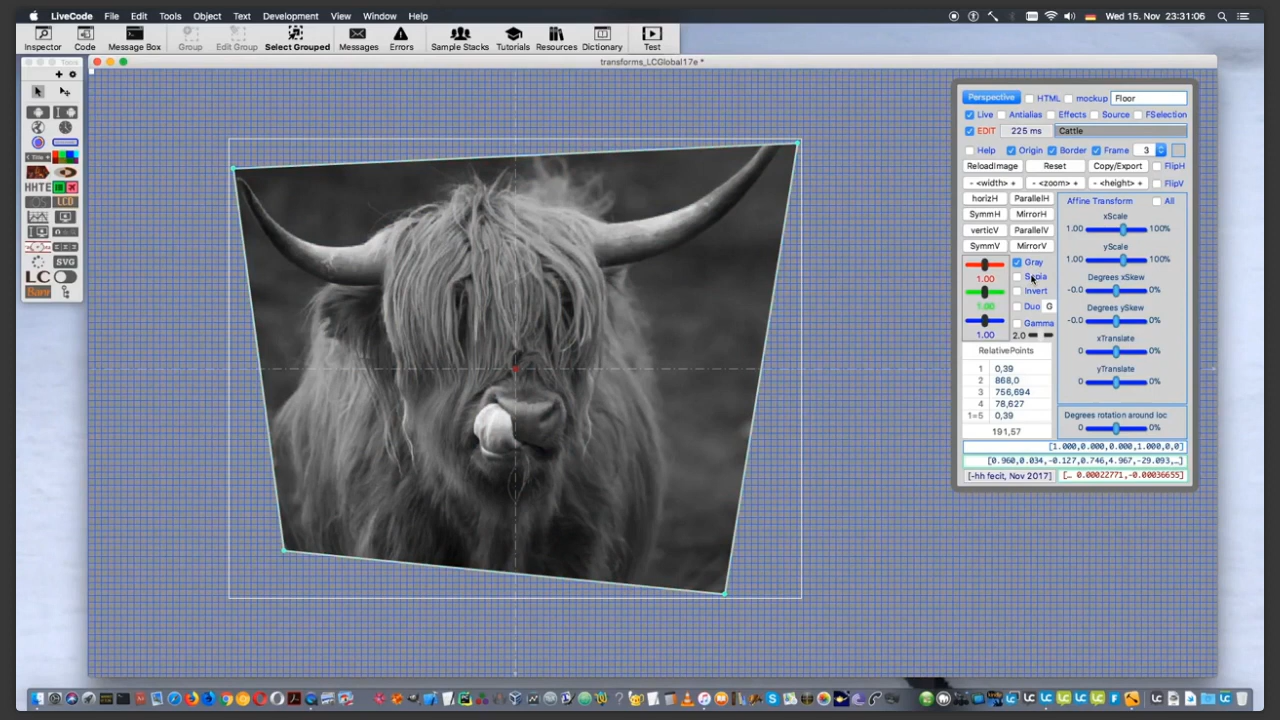 LiveCode File Edit Tools Object Text Development View Window Help Wed 15. Nov 23:31:06
Inspector Code Message Box Group Edit Group Select Grouped Messages Errors Sample Stacks Tutorials Resources Dictionary Test
Tools
transforms_LCGlobal17e *
HHTE
LCD
SVG
LC
Perspective HTML mockup Floor
Live Antialias Effects Source FSelection
EDIT 225 ms Cattle
Help Origin Border Frame 3
ReloadImage Reset Copy/Export FlipH
- <width> + - <zoom> + - <height> + FlipV
horizH ParallelH
SymmH MirrorH
verticV ParallelV
SymmV MirrorV
Affine Transform All
xScale
1.00 100%
yScale
1.00 100%
Degrees xSkew
-0.0 0%
Degrees ySkew
-0.0 0%
xTranslate
0 0%
yTranslate
0 0%
1.00
1.00
1.00
Gray
Sepia
Invert
Duo G
Gamma
2.0
RelativePoints
1 0,39
2 868,0
3 756,694
4 78,627
1=5 0,39
191,57
Degrees rotation around loc
0 0%
[1.000,0.000,0.000,1.000,0,0]
[0.960,0.034,-0.127,0.746,4.967,-29.093,…]
[-hh fecit, Nov 2017] [… 0.00022771,-0.00036655]